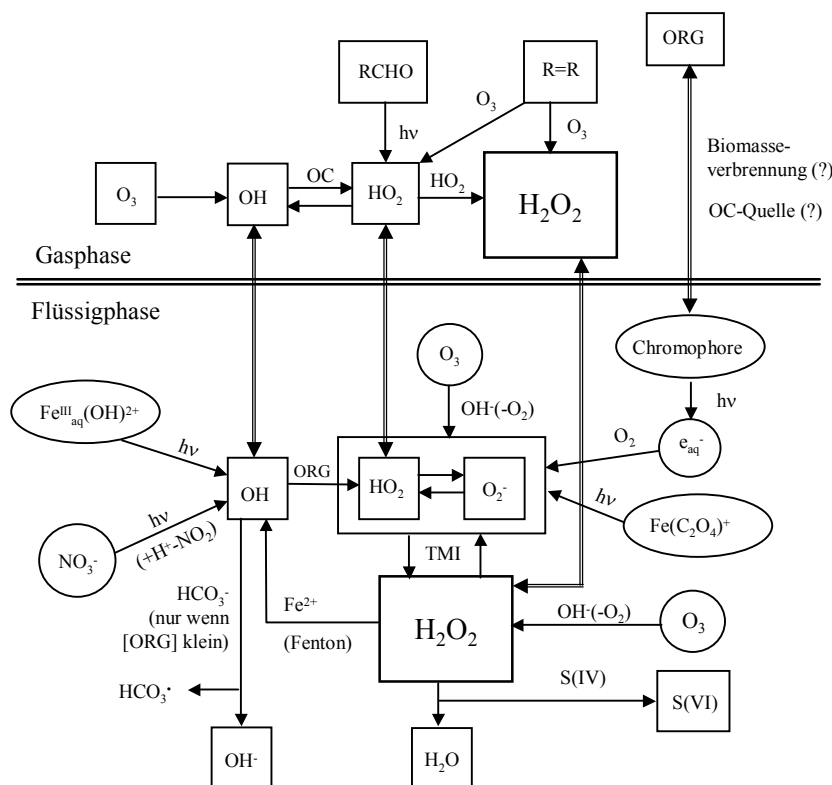 ORG
RCHO
R=R
O₃
hν
O₃
Biomasse-
verbrennung (?)
OC-Quelle (?)
O₃
OH
OC
HO₂
HO₂
H₂O₂
Gasphase
Flüssigphase
O₃
Chromophore
OH⁻(-O₂)
hν
Feᴵᴵᴵaq(OH)²⁺
hν
O₂
eaq⁻
OH
ORG
HO₂
O₂⁻
hν
Fe(C₂O₄)⁺
NO₃⁻
hν
(+H⁺-NO₂)
TMI
HCO₃⁻
(nur wenn
[ORG] klein)
Fe²⁺
(Fenton)
H₂O₂
OH⁻(-O₂)
O₃
HCO₃•
S(IV)
S(VI)
OH⁻
H₂O